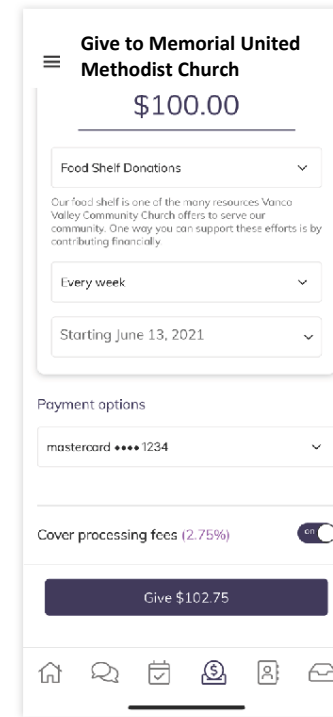 Give to Memorial United
Methodist Church
$100.00
Food Shelf Donations
Our food shelf is one of the many resources Vanco
Valley Community Church offers to serve our
community. One way you can support these efforts is by
contributing financially.
Every week
Starting June 13, 2021
Payment options
mastercard •••• 1234
Cover processing fees (2.75%)
on
Give $102.75